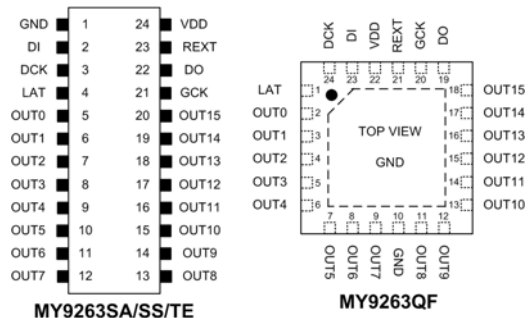 GND 1 24 VDD
DI 2 23 REXT
DCK 3 22 DO
LAT 4 21 GCK
OUT0 5 20 OUT15
OUT1 6 19 OUT14
OUT2 7 18 OUT13
OUT3 8 17 OUT12
OUT4 9 16 OUT11
OUT5 10 15 OUT10
OUT6 11 14 OUT9
OUT7 12 13 OUT8
MY9263SA/SS/TE
DCK DI VDD REXT GCK DO
24 23 22 21 20 19
LAT 1 18 OUT15
OUT0 2 17 OUT14
OUT1 3 TOP VIEW 16 OUT13
OUT2 4 GND 15 OUT12
OUT3 5 14 OUT11
OUT4 6 13 OUT10
7 8 9 10 11 12
OUT5 OUT6 OUT7 GND OUT8 OUT9
MY9263QF